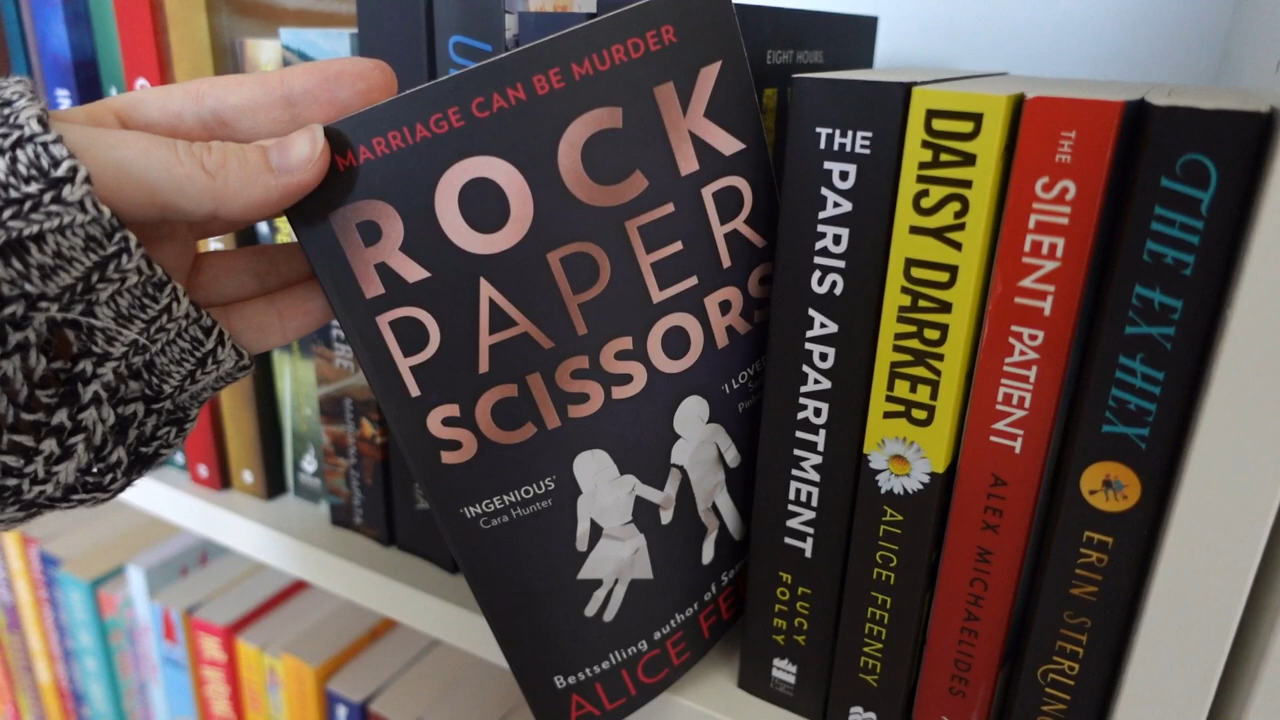 MARRIAGE CAN BE MURDER
ROCK
PAPER
SCISSORS
'I LOVE
'INGENIOUS'
Cara Hunter
Bestselling author of
ALICE
EIGHT HOURS.
THE PARIS APARTMENT
LUCY
FOLEY
DAISY DARKER
ALICE FEENEY
THE SILENT PATIENT
ALEX MICHAELIDES
THE EX HEX
ERIN STERLING